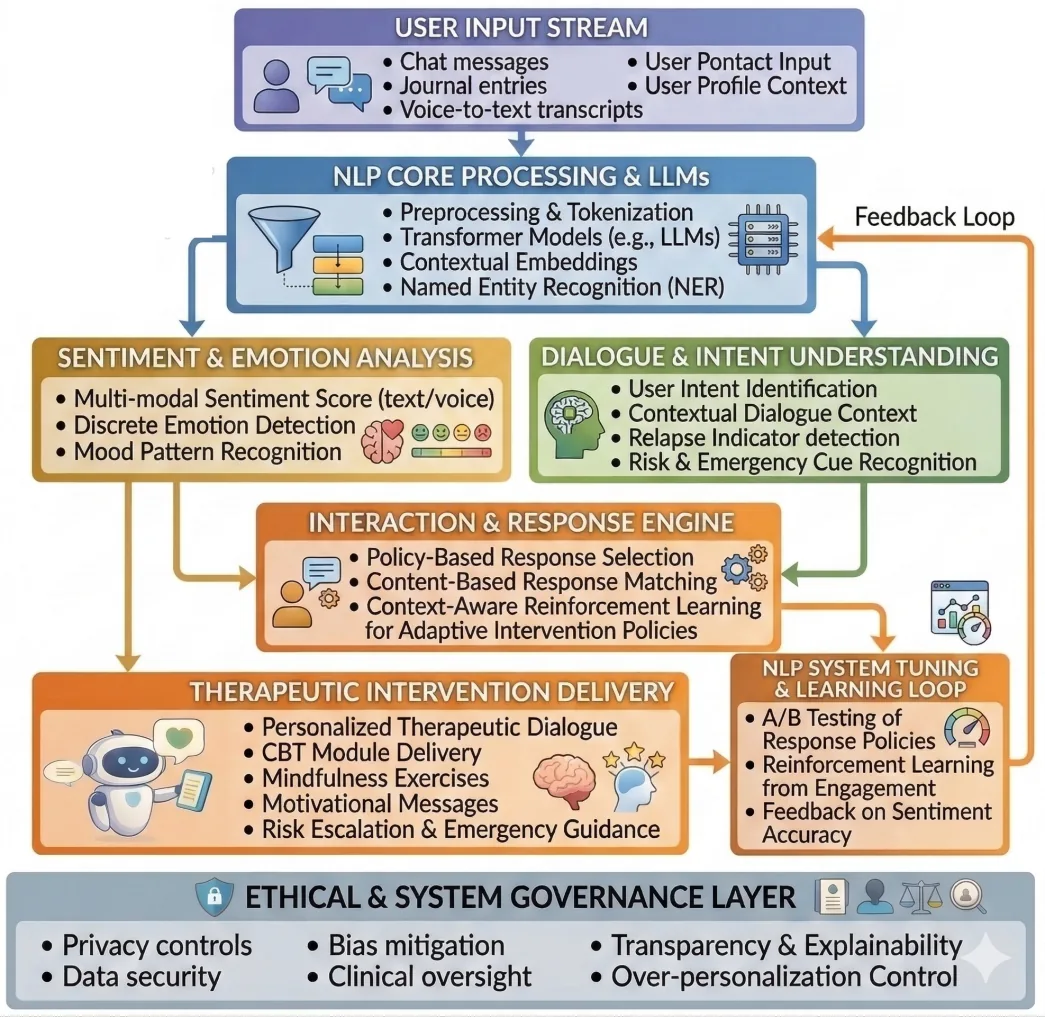 USER INPUT STREAM
• Chat messages
• Journal entries
• Voice-to-text transcripts
• User Pontact Input
• User Profile Context
NLP CORE PROCESSING & LLMs
• Preprocessing & Tokenization
• Transformer Models (e.g., LLMs)
• Contextual Embeddings
• Named Entity Recognition (NER)
Feedback Loop
SENTIMENT & EMOTION ANALYSIS
• Multi-modal Sentiment Score (text/voice)
• Discrete Emotion Detection
• Mood Pattern Recognition
DIALOGUE & INTENT UNDERSTANDING
• User Intent Identification
• Contextual Dialogue Context
• Relapse Indicator detection
• Risk & Emergency Cue Recognition
INTERACTION & RESPONSE ENGINE
• Policy-Based Response Selection
• Content-Based Response Matching
• Context-Aware Reinforcement Learning
for Adaptive Intervention Policies
THERAPEUTIC INTERVENTION DELIVERY
• Personalized Therapeutic Dialogue
• CBT Module Delivery
• Mindfulness Exercises
• Motivational Messages
• Risk Escalation & Emergency Guidance
NLP SYSTEM TUNING
& LEARNING LOOP
• A/B Testing of
Response Policies
• Reinforcement Learning
from Engagement
• Feedback on Sentiment
Accuracy
ETHICAL & SYSTEM GOVERNANCE LAYER
• Privacy controls
• Data security
• Bias mitigation
• Clinical oversight
• Transparency & Explainability
• Over-personalization Control